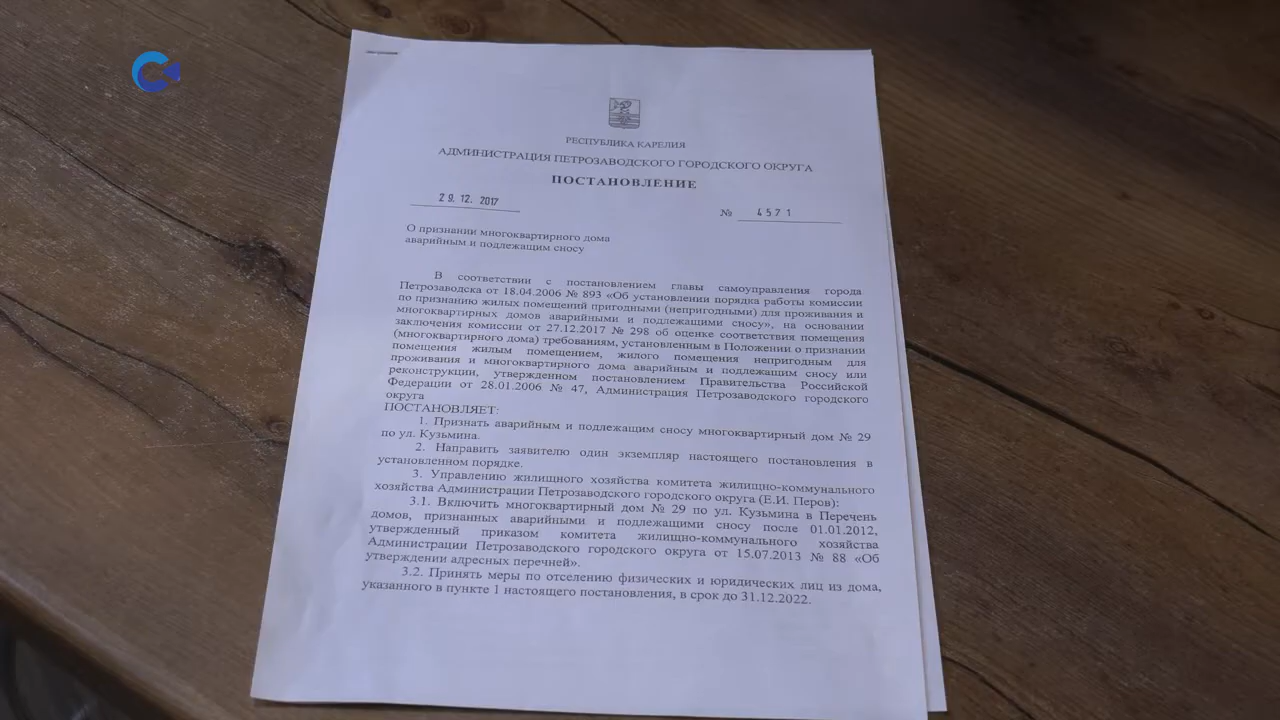 РЕСПУБЛИКА КАРЕЛИЯ
АДМИНИСТРАЦИЯ ПЕТРОЗАВОДСКОГО ГОРОДСКОГО ОКРУГА
ПОСТАНОВЛЕНИЕ
29.12.2017
№ 4571
О признании многоквартирного дома
аварийным и подлежащим сносу
В соответствии с постановлением главы самоуправления города
Петрозаводска от 18.04.2006 № 893 «Об установлении порядка работы комиссии
по признанию жилых помещений пригодными (непригодными) для проживания и
многоквартирных домов аварийными и подлежащими сносу», на основании
заключения комиссии от 27.12.2017 № 298 об оценке соответствия помещения
(многоквартирного дома) требованиям, установленным в Положении о признании
помещения жилым помещением, жилого помещения непригодным для
проживания и многоквартирного дома аварийным и подлежащим сносу или
реконструкции, утвержденном постановлением Правительства Российской
Федерации от 28.01.2006 № 47, Администрация Петрозаводского городского
округа
ПОСТАНОВЛЯЕТ:
1. Признать аварийным и подлежащим сносу многоквартирный дом № 29
по ул. Кузьмина.
2. Направить заявителю один экземпляр настоящего постановления в
установленном порядке.
3. Управлению жилищного хозяйства комитета жилищно-коммунального
хозяйства Администрации Петрозаводского городского округа (Е.И. Перов):
3.1. Включить многоквартирный дом № 29 по ул. Кузьмина в Перечень
домов, признанных аварийными и подлежащими сносу после 01.01.2012,
утвержденный приказом комитета жилищно-коммунального хозяйства
Администрации Петрозаводского городского округа от 15.07.2013 № 88 «Об
утверждении адресных перечней».
3.2. Принять меры по отселению физических и юридических лиц из дома,
указанного в пункте 1 настоящего постановления, в срок до 31.12.2022.